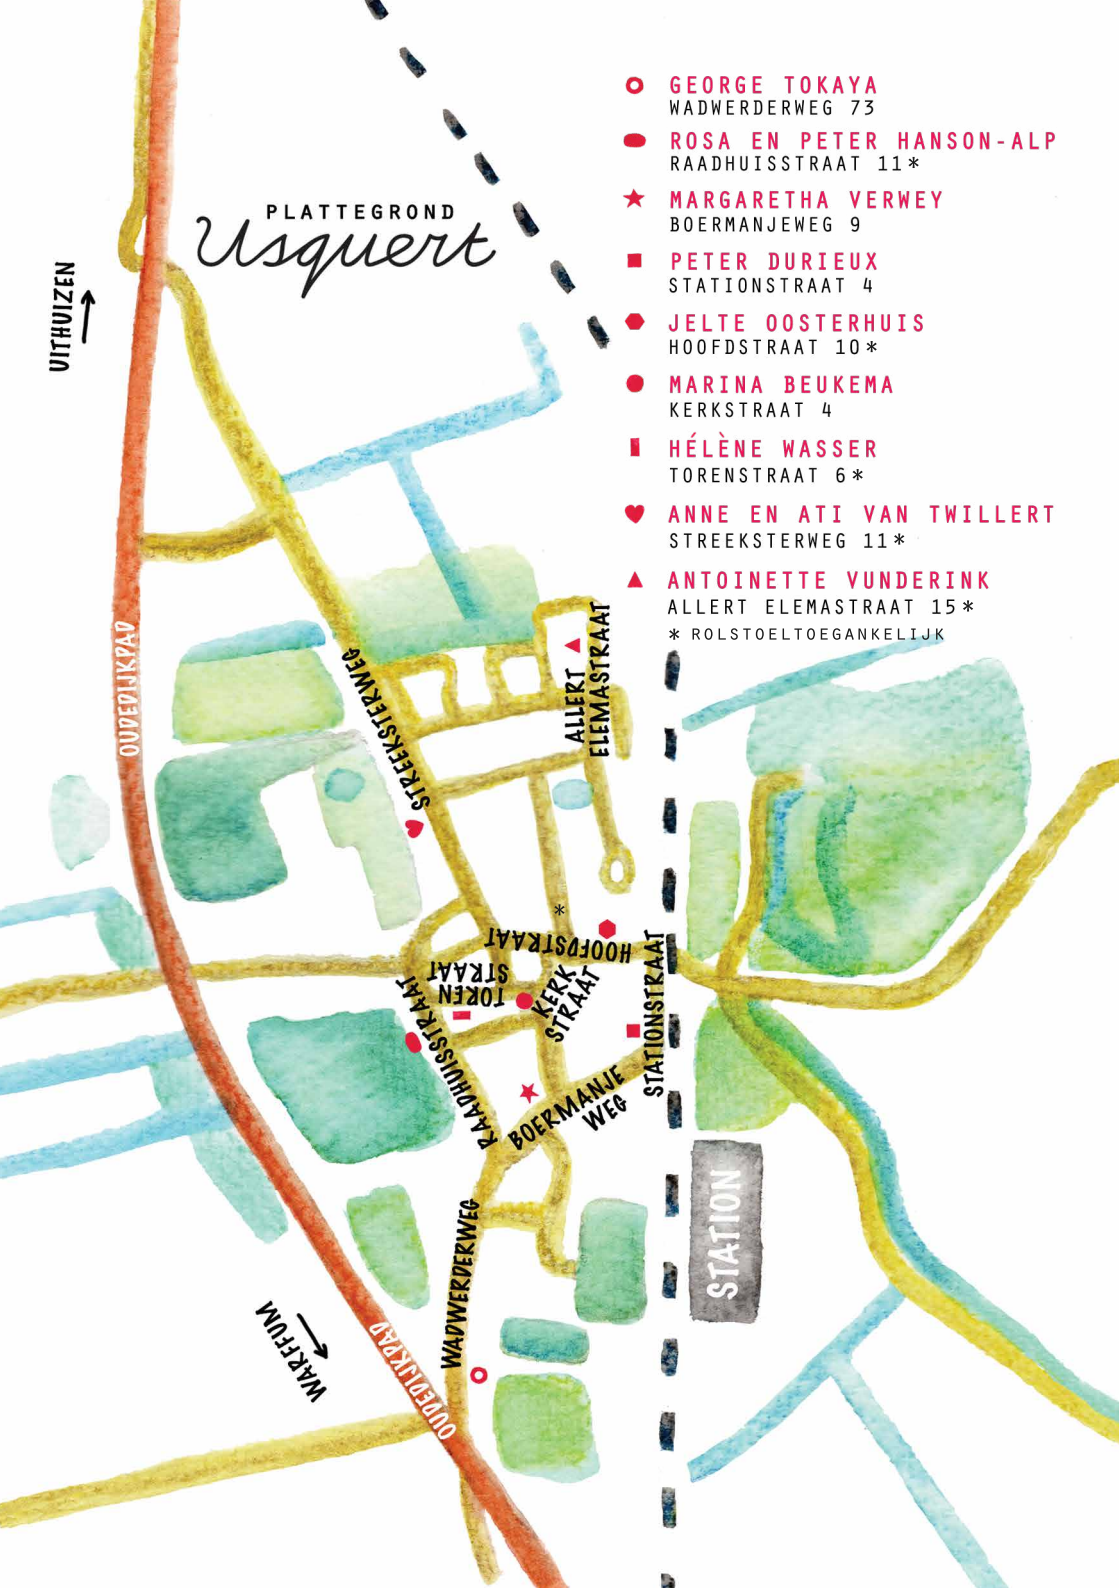 GEORGE TOKAYA
WADWERDERWEG 73
ROSA EN PETER HANSON-ALP
RAADHUISSTRAAT 11*
MARGARETHA VERWEY
BOERMANJEWEG 9
PETER DURIEUX
STATIONSTRAAT 4
JELTE OOSTERHUIS
HOOFDSTRAAT 10*
MARINA BEUKEMA
KERKSTRAAT 4
HÉLÈNE WASSER
TORENSTRAAT 6*
ANNE EN ATI VAN TWILLERT
STREEKSTERWEG 11*
ANTOINETTE VUNDERINK
ALLERT ELEMASTRAAT 15*
* ROLSTOELTOEGANKELIJK
PLATTEGROND
Usquert
UITHUIZEN
OUDEDIJKPAD
STREEKSTERWEG
ALLERT
ELEMASTRAAT
*
HOOFDSTRAAT
TOREN
STRAAT
KERK
STRAAT
STATIONSTRAAT
RAADHUISSTRAAT
BOERMANJE
WEG
STATION
WADWERDERWEG
WARFFUM
OUDEDIJKPAD